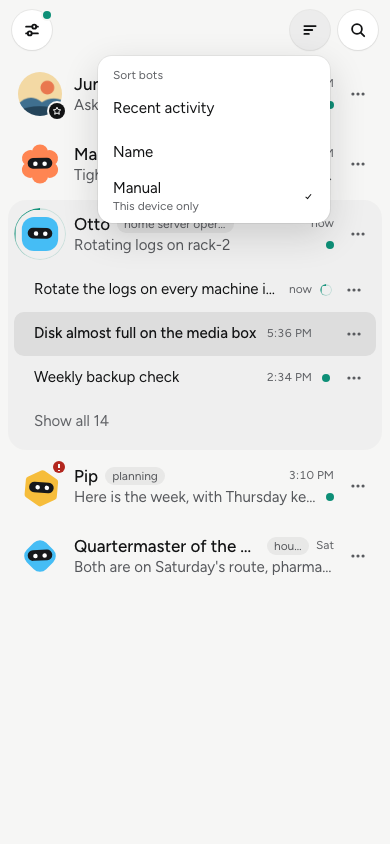 Sort bots
Recent activity
Name
Manual
This device only
Ask
Otto home server oper... now
Rotating logs on rack-2
Rotate the logs on every machine i... now
Disk almost full on the media box 5:36 PM
Weekly backup check 2:34 PM
Show all 14
Pip planning 3:10 PM
Here is the week, with Thursday ke...
Quartermaster of the ... hou... Sat
Both are on Saturday's route, pharma...